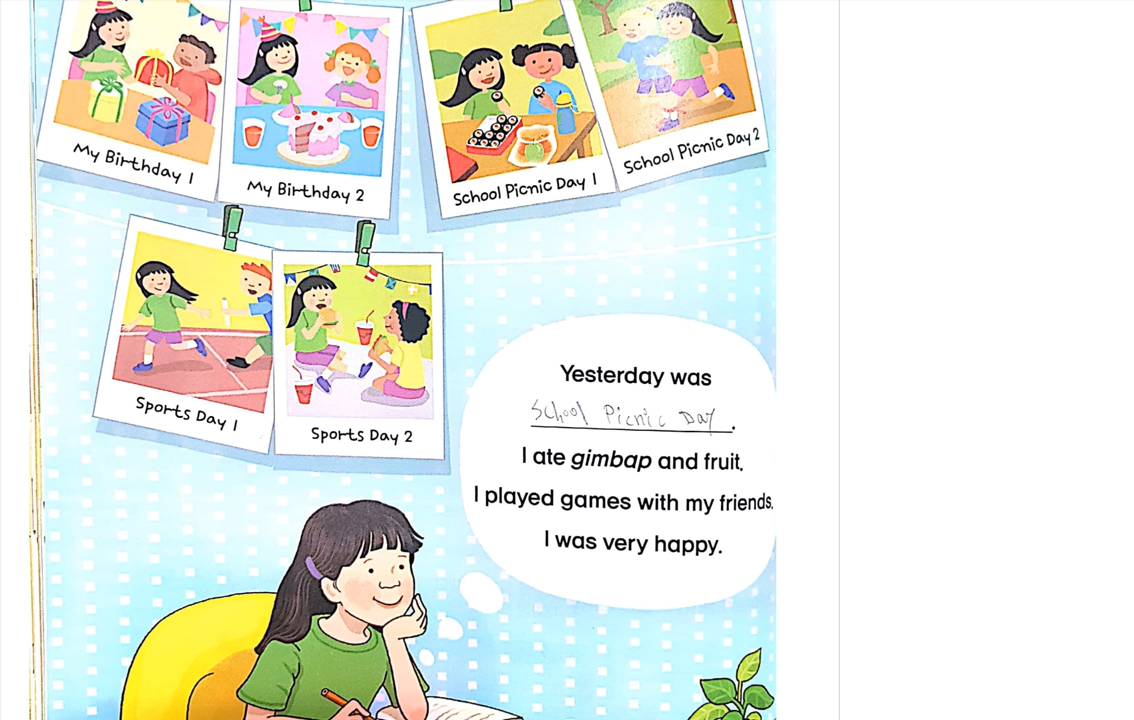 My Birthday 1
My Birthday 2
School Picnic Day 1
School Picnic Day 2
Sports Day 1
Sports Day 2
Yesterday was
School Picnic Day.
I ate gimbap and fruit.
I played games with my friends.
I was very happy.